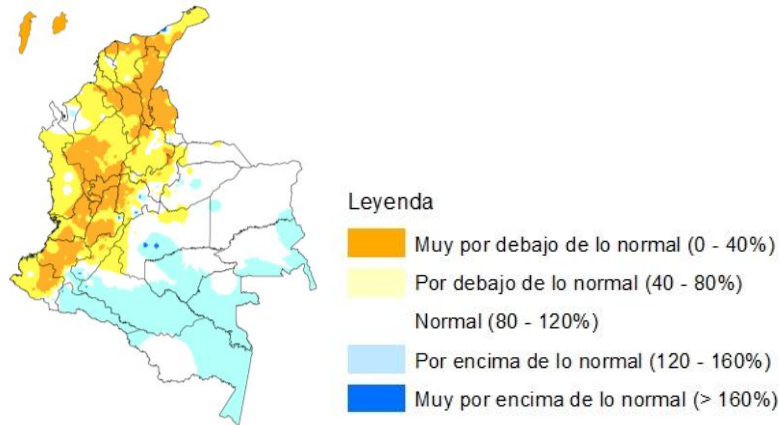 Leyenda
Muy por debajo de lo normal (0 - 40%)
Por debajo de lo normal (40 - 80%)
Normal (80 - 120%)
Por encima de lo normal (120 - 160%)
Muy por encima de lo normal (> 160%)